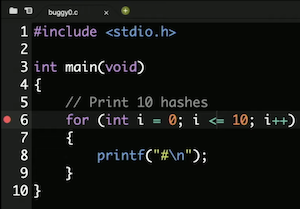 buggy0.c ×
1 #include <stdio.h>
2
3 int main(void)
4 {
5     // Print 10 hashes
6     for (int i = 0; i <= 10; i++)
7     {
8         printf("#\n");
9     }
10 }